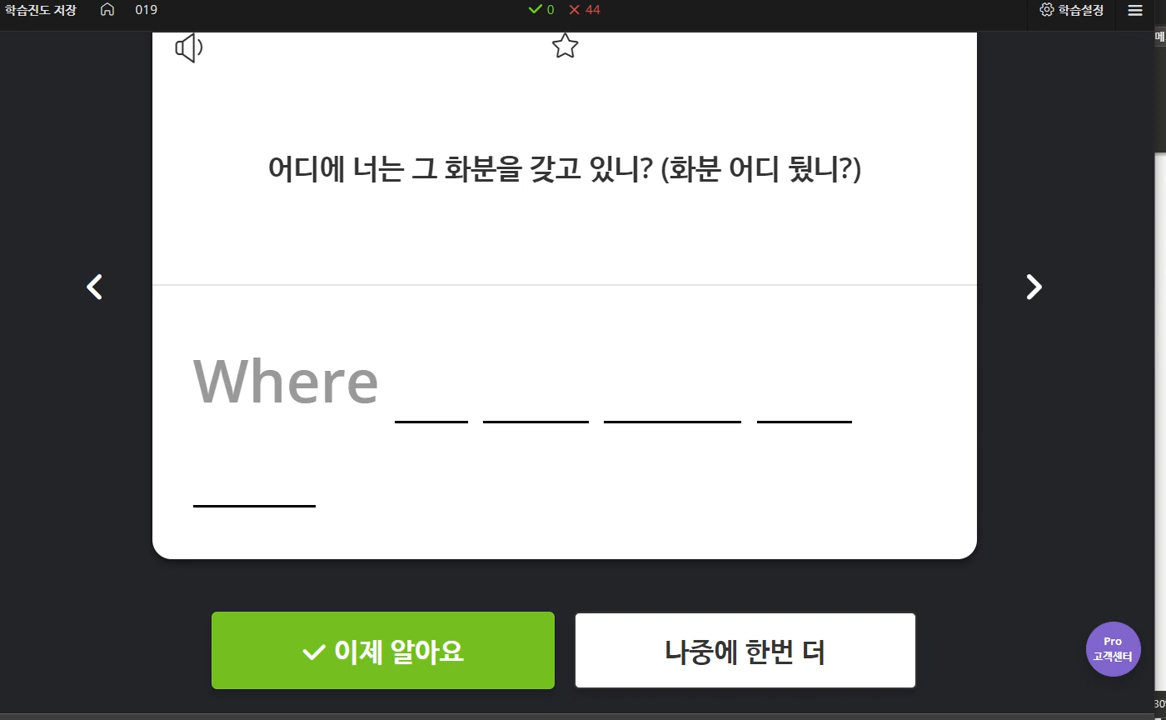 학습진도 저장 019 0 44 학습설정
메
어디에 너는 그 화분을 갖고 있니? (화분 어디 뒀니?)
Where
이제 알아요 나중에 한번 더
Pro
고객센터